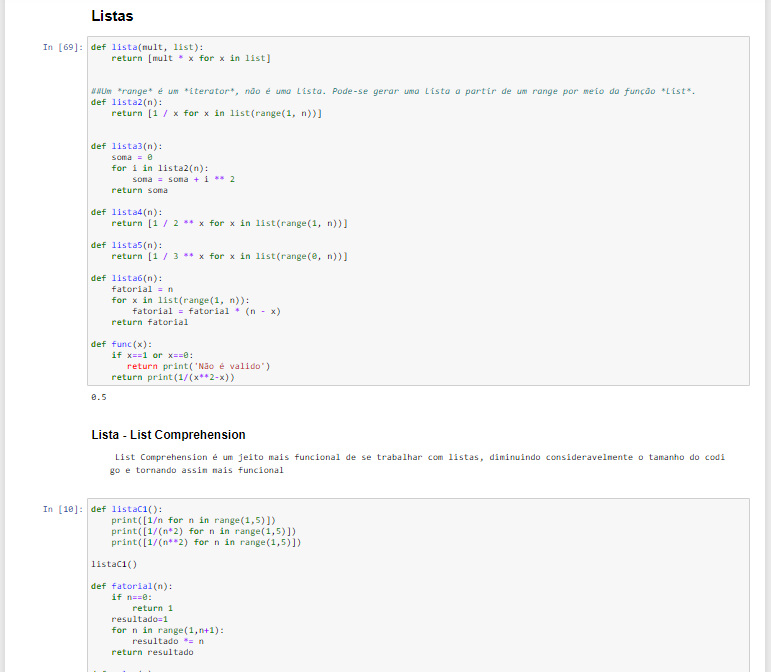 Listas
In [69]: def lista(mult, list):
    return [mult * x for x in list]
##Um *range* é um *iterator*, não é uma lista. Pode-se gerar uma lista a partir de um range por meio da função *list*.
def lista2(n):
    return [1 / x for x in list(range(1, n))]
def lista3(n):
    soma = 0
    for i in lista2(n):
        soma = soma + i ** 2
    return soma
def lista4(n):
    return [1 / 2 ** x for x in list(range(1, n))]
def lista5(n):
    return [1 / 3 ** x for x in list(range(0, n))]
def lista6(n):
    fatorial = n
    for x in list(range(1, n)):
        fatorial = fatorial * (n - x)
    return fatorial
def func(x):
    if x==1 or x==0:
       return print('Não é valido')
    return print(1/(x**2-x))
0.5
Lista - List Comprehension
List Comprehension é um jeito mais funcional de se trabalhar com listas, diminuindo consideravelmente o tamanho do codi
go e tornando assim mais funcional
In [10]: def listaC1():
    print([1/n for n in range(1,5)])
    print([1/(n*2) for n in range(1,5)])
    print([1/(n**2) for n in range(1,5)])
listaC1()
def fatorial(n):
    if n==0:
        return 1
    resultado=1
    for n in range(1,n+1):
        resultado *= n
    return resultado